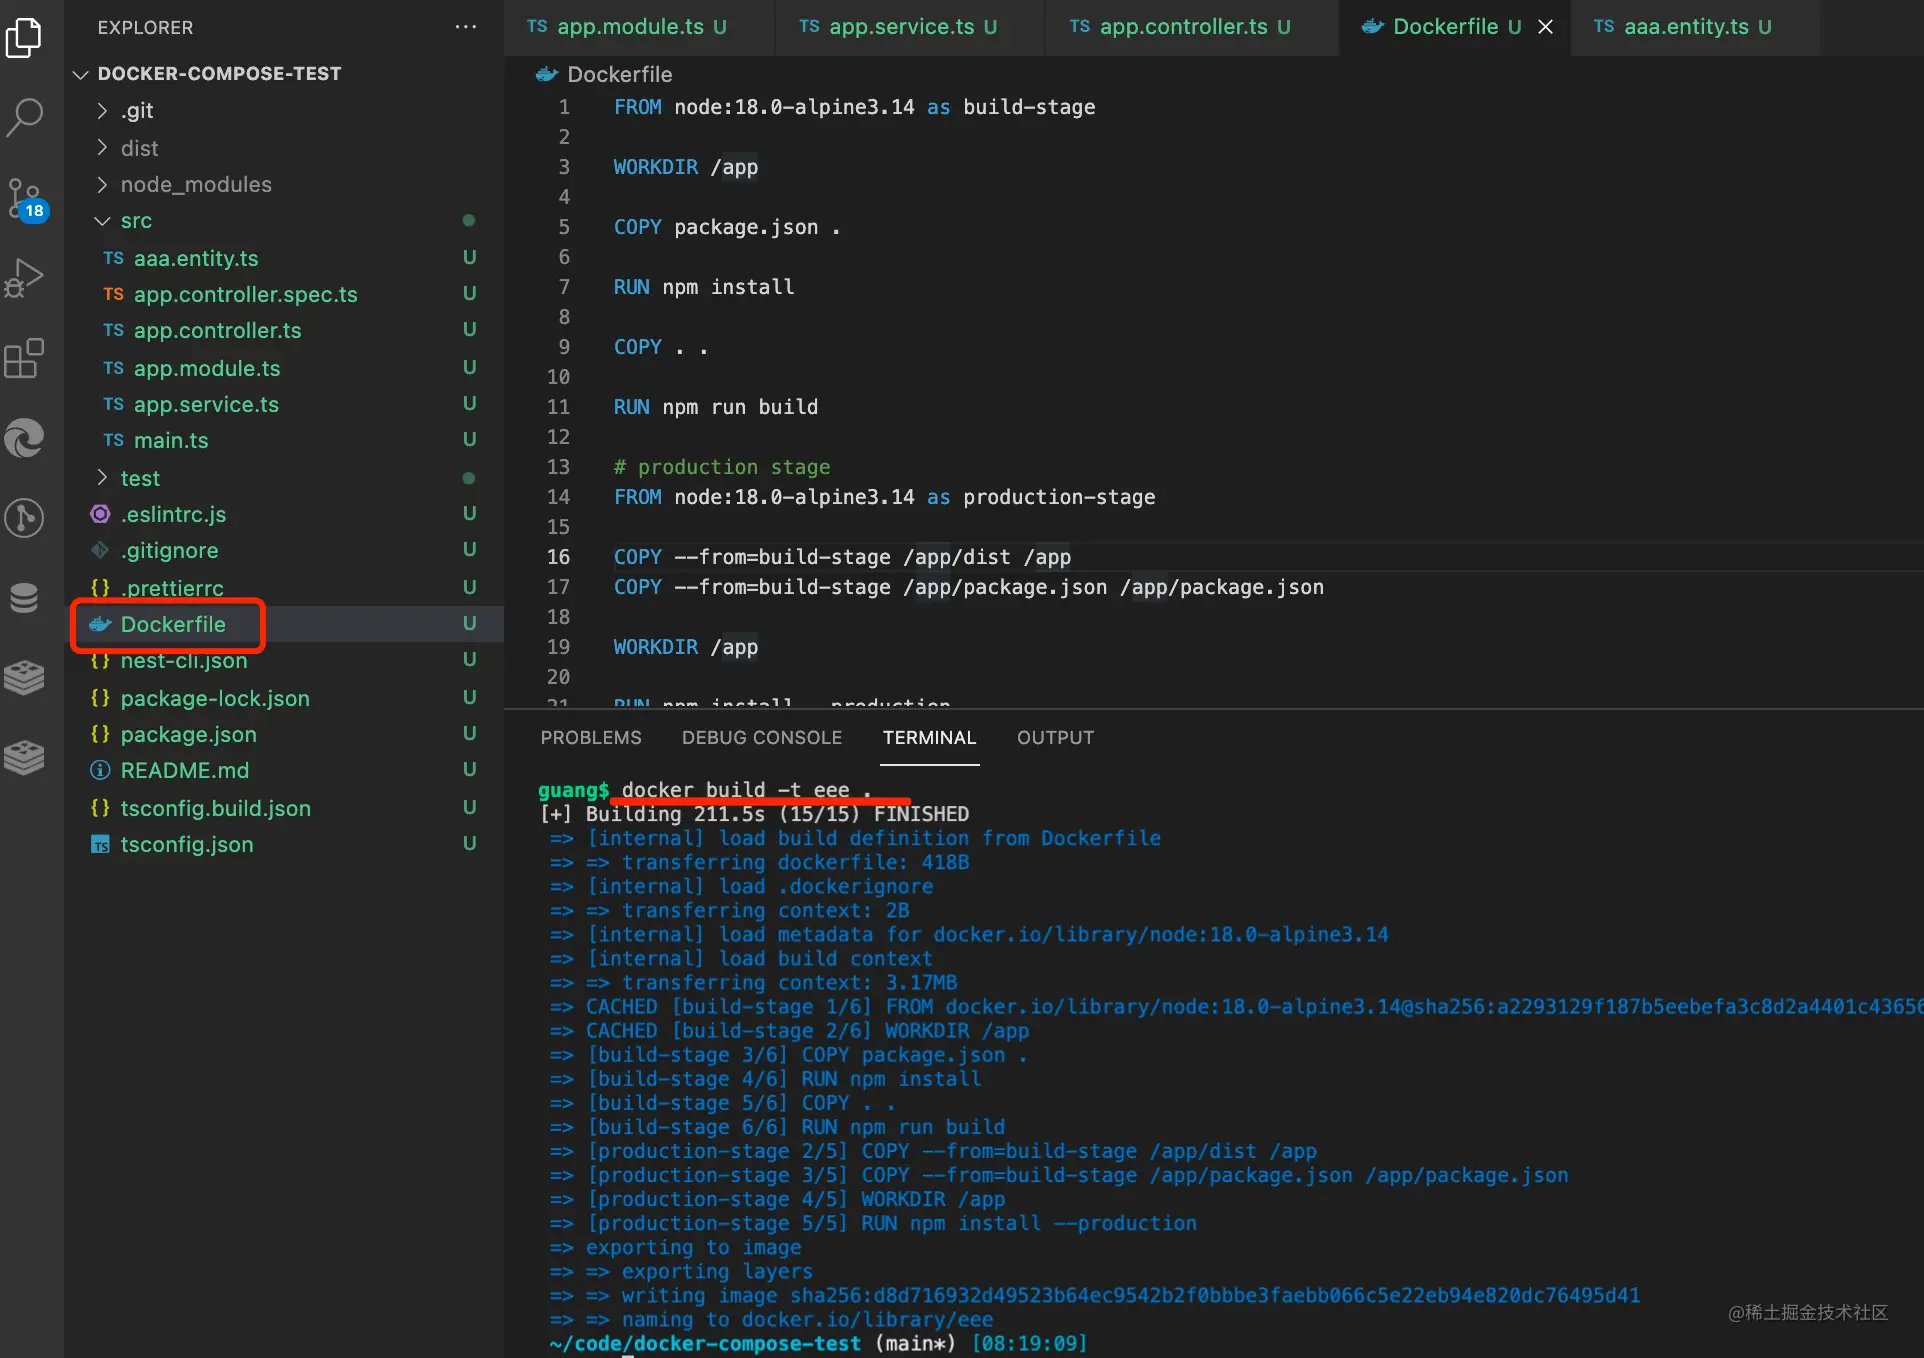 EXPLORER
DOCKER-COMPOSE-TEST
.git
dist
node_modules
src
TS aaa.entity.ts U
TS app.controller.spec.ts U
TS app.controller.ts U
TS app.module.ts U
TS app.service.ts U
TS main.ts U
test
.eslintrc.js U
.gitignore U
{} .prettierrc U
Dockerfile U
{} nest-cli.json U
{} package-lock.json U
{} package.json U
README.md U
{} tsconfig.build.json U
TS tsconfig.json U
18
TS app.module.ts U TS app.service.ts U TS app.controller.ts U Dockerfile U TS aaa.entity.ts U
Dockerfile
1 FROM node:18.0-alpine3.14 as build-stage
2
3 WORKDIR /app
4
5 COPY package.json .
6
7 RUN npm install
8
9 COPY . .
10
11 RUN npm run build
12
13 # production stage
14 FROM node:18.0-alpine3.14 as production-stage
15
16 COPY --from=build-stage /app/dist /app
17 COPY --from=build-stage /app/package.json /app/package.json
18
19 WORKDIR /app
20
21 RUN npm install --production
PROBLEMS DEBUG CONSOLE TERMINAL OUTPUT
guang$ docker build -t eee .
[+] Building 211.5s (15/15) FINISHED
=> [internal] load build definition from Dockerfile
=> => transferring dockerfile: 418B
=> [internal] load .dockerignore
=> => transferring context: 2B
=> [internal] load metadata for docker.io/library/node:18.0-alpine3.14
=> [internal] load build context
=> => transferring context: 3.17MB
=> CACHED [build-stage 1/6] FROM docker.io/library/node:18.0-alpine3.14@sha256:a2293129f187b5eebefa3c8d2a4401c43656
=> CACHED [build-stage 2/6] WORKDIR /app
=> [build-stage 3/6] COPY package.json .
=> [build-stage 4/6] RUN npm install
=> [build-stage 5/6] COPY . .
=> [build-stage 6/6] RUN npm run build
=> [production-stage 2/5] COPY --from=build-stage /app/dist /app
=> [production-stage 3/5] COPY --from=build-stage /app/package.json /app/package.json
=> [production-stage 4/5] WORKDIR /app
=> [production-stage 5/5] RUN npm install --production
=> exporting to image
=> => exporting layers
=> => writing image sha256:d8d716932d49523b64ec9542b2f0bbbe3faebb066c5e22eb94e820dc76495d41
=> => naming to docker.io/library/eee
~/code/docker-compose-test (main*) [08:19:09]
@稀土掘金技术社区